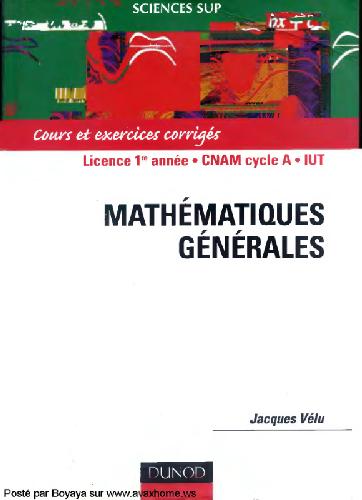 SCIENCES SUP
Cours et exercices corrigés
Licence 1re année • CNAM cycle A • IUT
MATHÉMATIQUES
GÉNÉRALES
Jacques Vélu
DUNOD
Posté par Boyaya sur www.avaxhome.ws